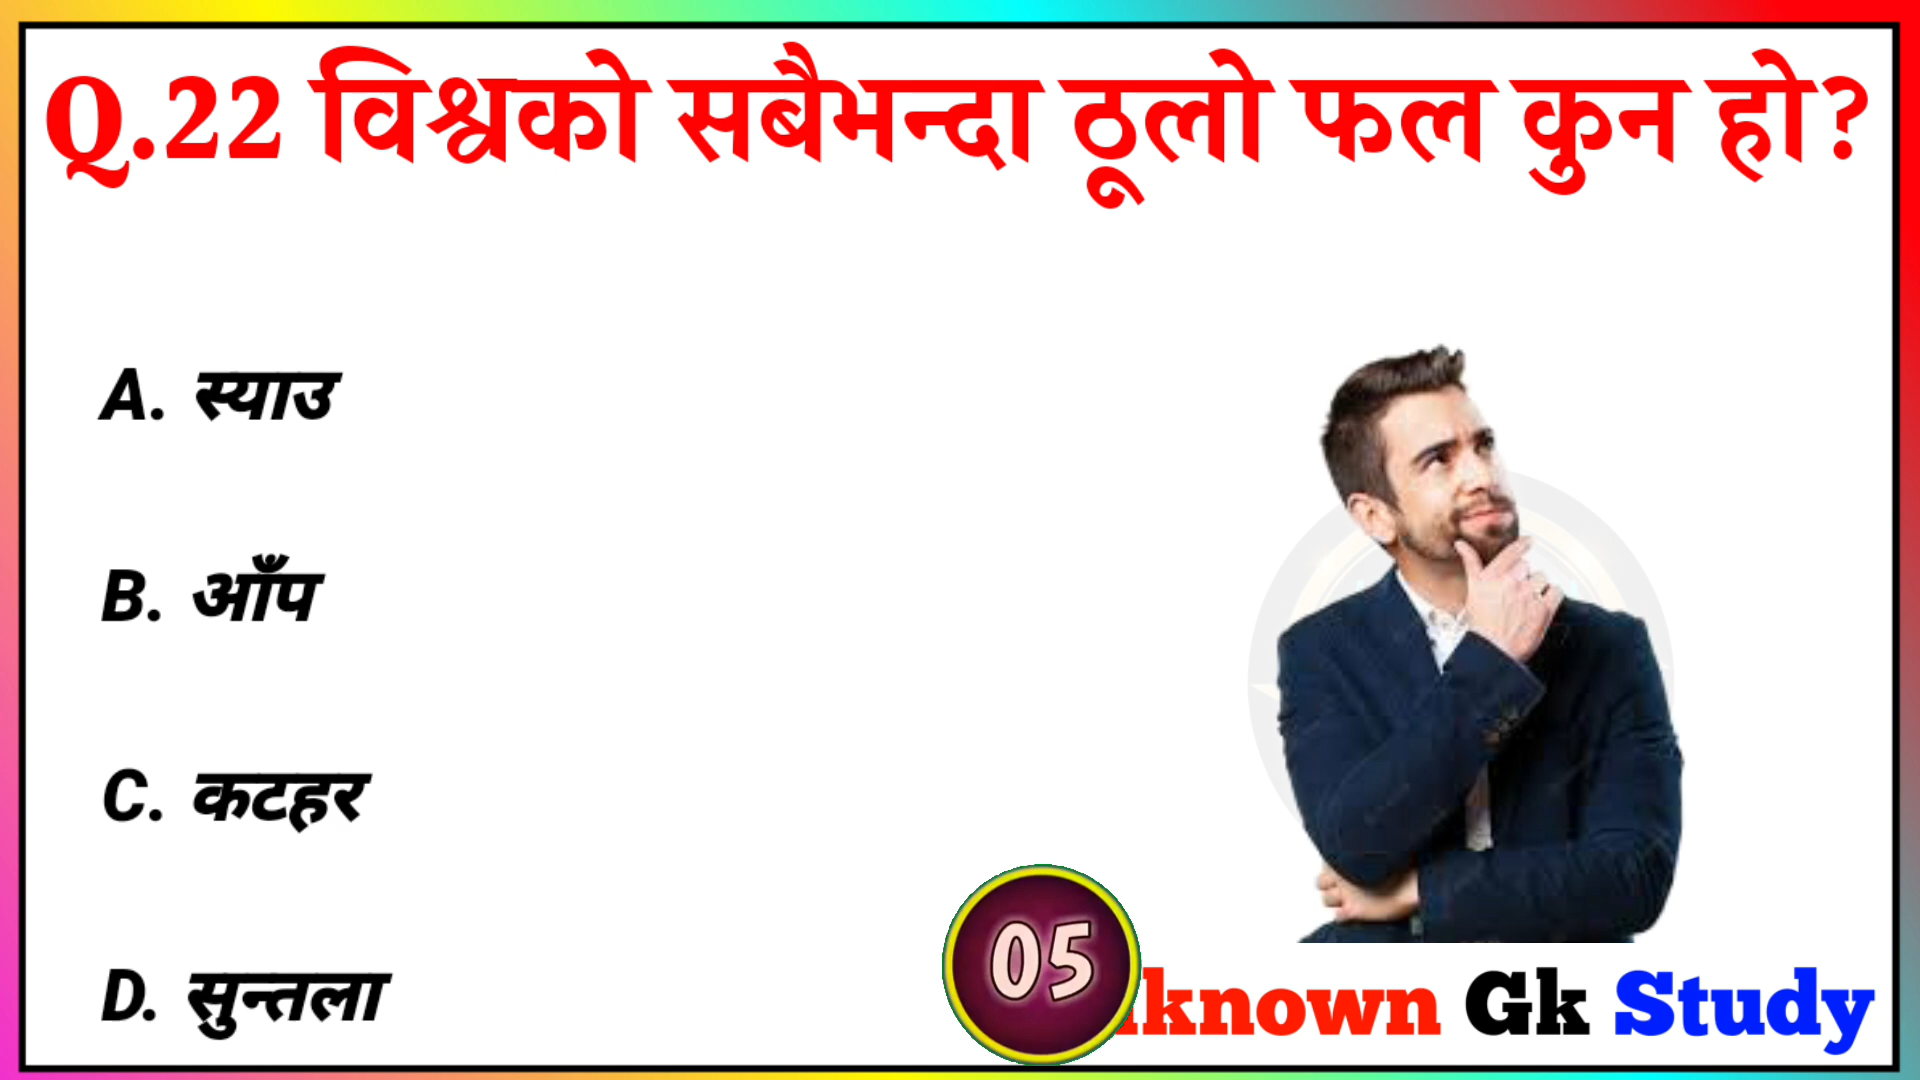 Q.22 विश्वको सबैभन्दा ठूलो फल कुन हो?
A. स्याउ
B. आँप
C. कटहर
D. सुन्तला
05
known Gk Study